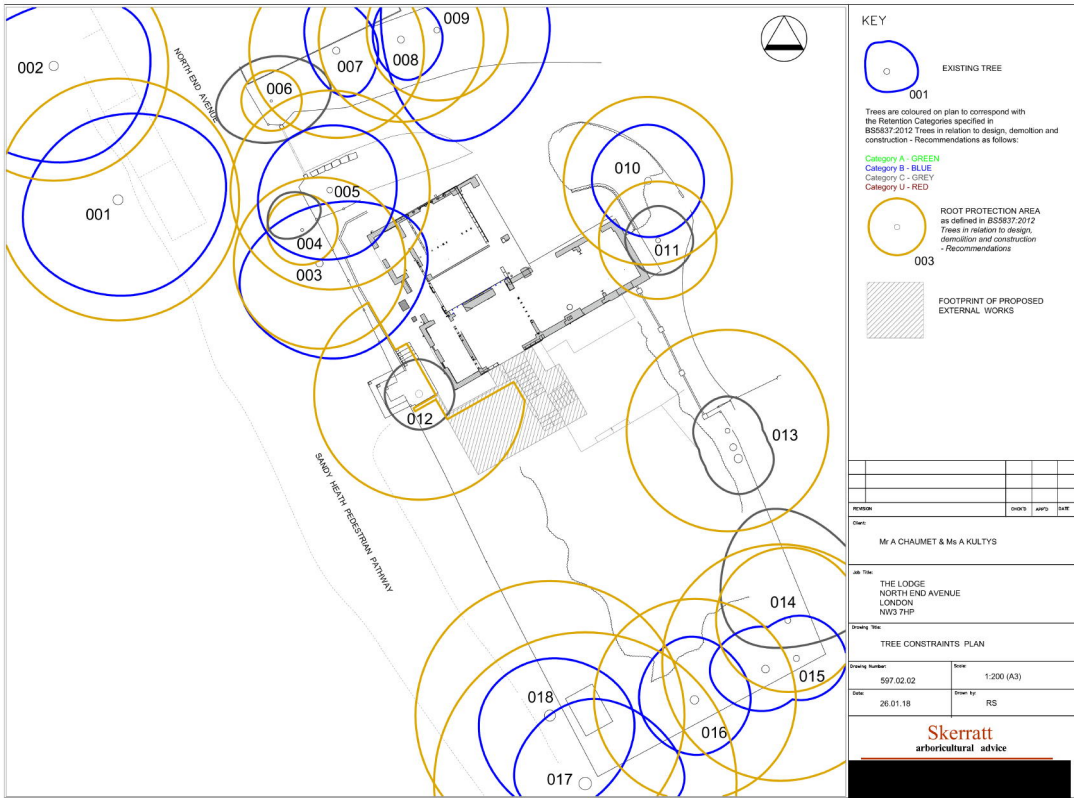 002
001
NORTH END AVENUE
006
007
008
009
005
004
003
010
011
012
013
SANDY HEATH PEDESTRIAN PATHWAY
014
015
016
018
017
KEY
EXISTING TREE
001
Trees are coloured on plan to correspond with
the Retention Categories specified in
BS5837:2012 Trees in relation to design, demoltion and
construction - Recommendations as follows:
Category A - GREEN
Category B - BLUE
Category C - GREY
Category U - RED
ROOT PROTECTION AREA
as defined in BS5837:2012
Trees in relation to design,
demolition and construction
- Recommendations
003
FOOTPRINT OF PROPOSED
EXTERNAL WORKS
REVISION CHCK'D APP'D DATE
Client:
Mr A CHAUMET & Ms A KULTYS
Job Title:
THE LODGE
NORTH END AVENUE
LONDON
NW3 7HP
Drawing Title:
TREE CONSTRAINTS PLAN
Drawing Number: Scale:
597.02.02 1:200 (A3)
Date: Drawn by:
26.01.18 RS
Skerratt
arboricultural advice